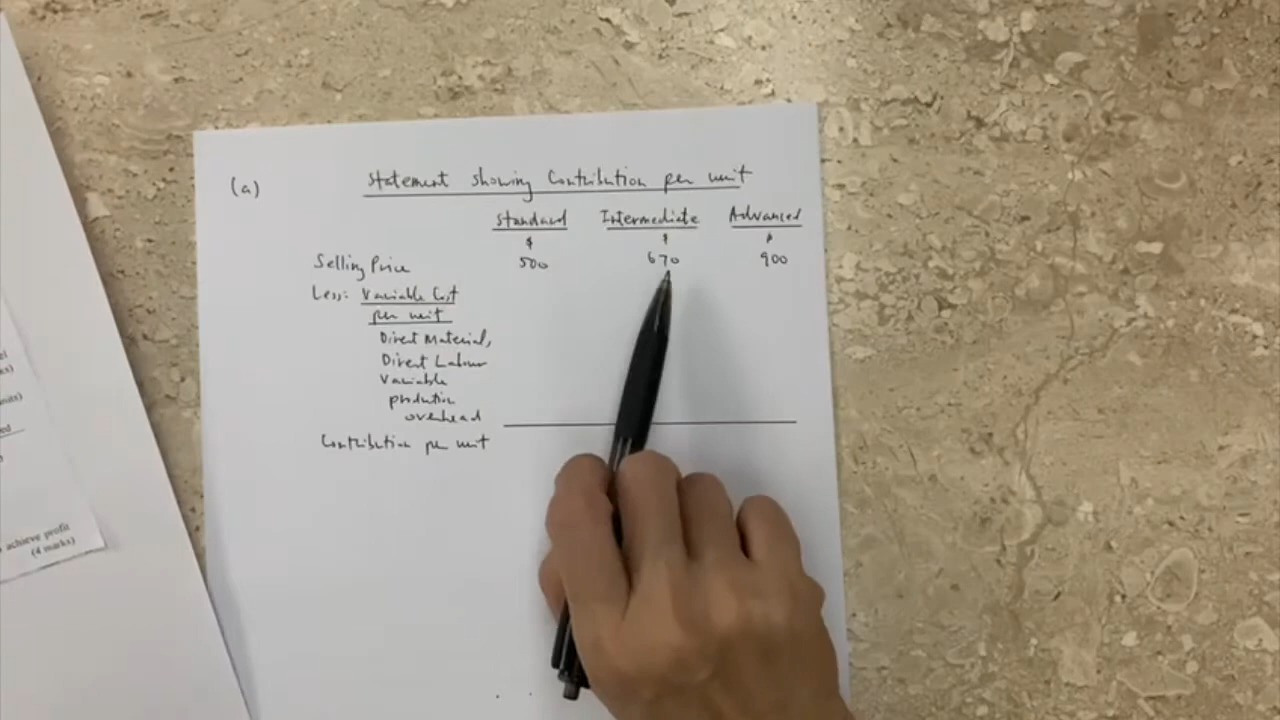 (a) Statement showing Contribution per unit
Standard Intermediate Advanced
$ $ $
Selling Price 500 670 900
Less: Variable Cost
per unit
Direct Material,
Direct Labour
Variable
production
overhead
Contribution per unit
achieve profit
(4 marks)